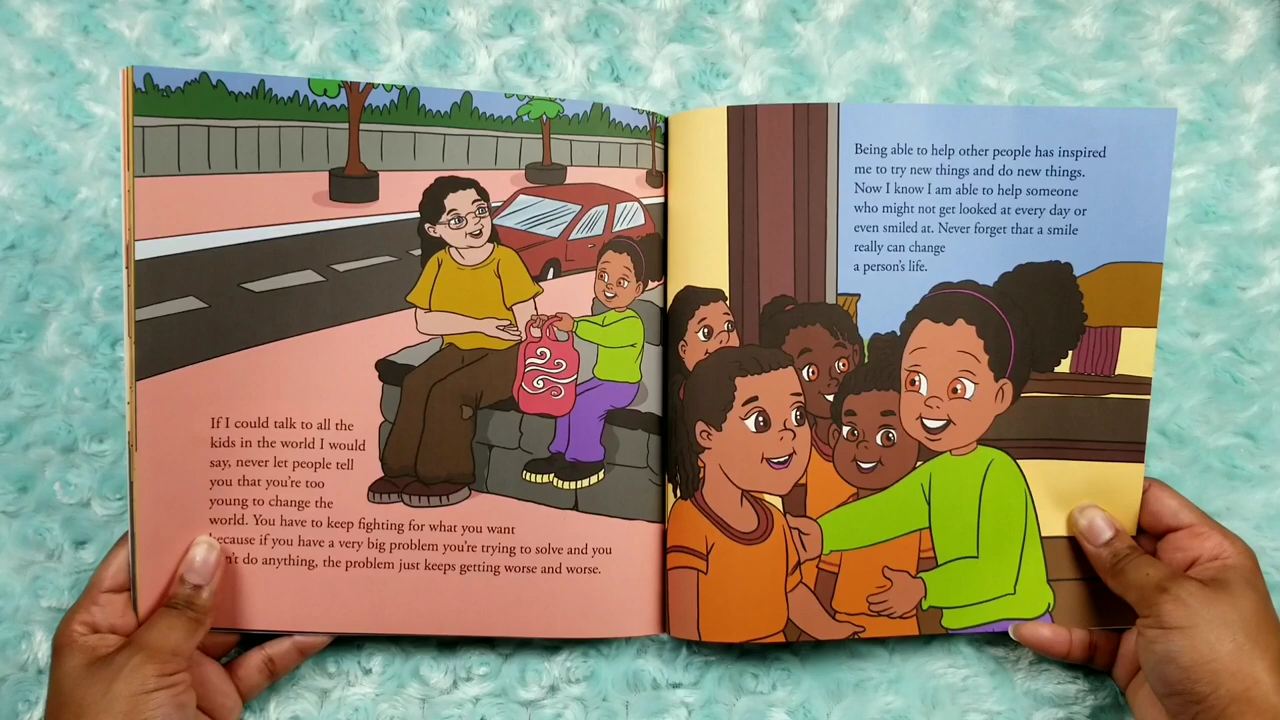 If I could talk to all the
kids in the world I would
say, never let people tell
you that you're too
young to change the
world. You have to keep fighting for what you want
because if you have a very big problem you're trying to solve and you
don't do anything, the problem just keeps getting worse and worse.
Being able to help other people has inspired
me to try new things and do new things.
Now I know I am able to help someone
who might not get looked at every day or
even smiled at. Never forget that a smile
really can change
a person's life.